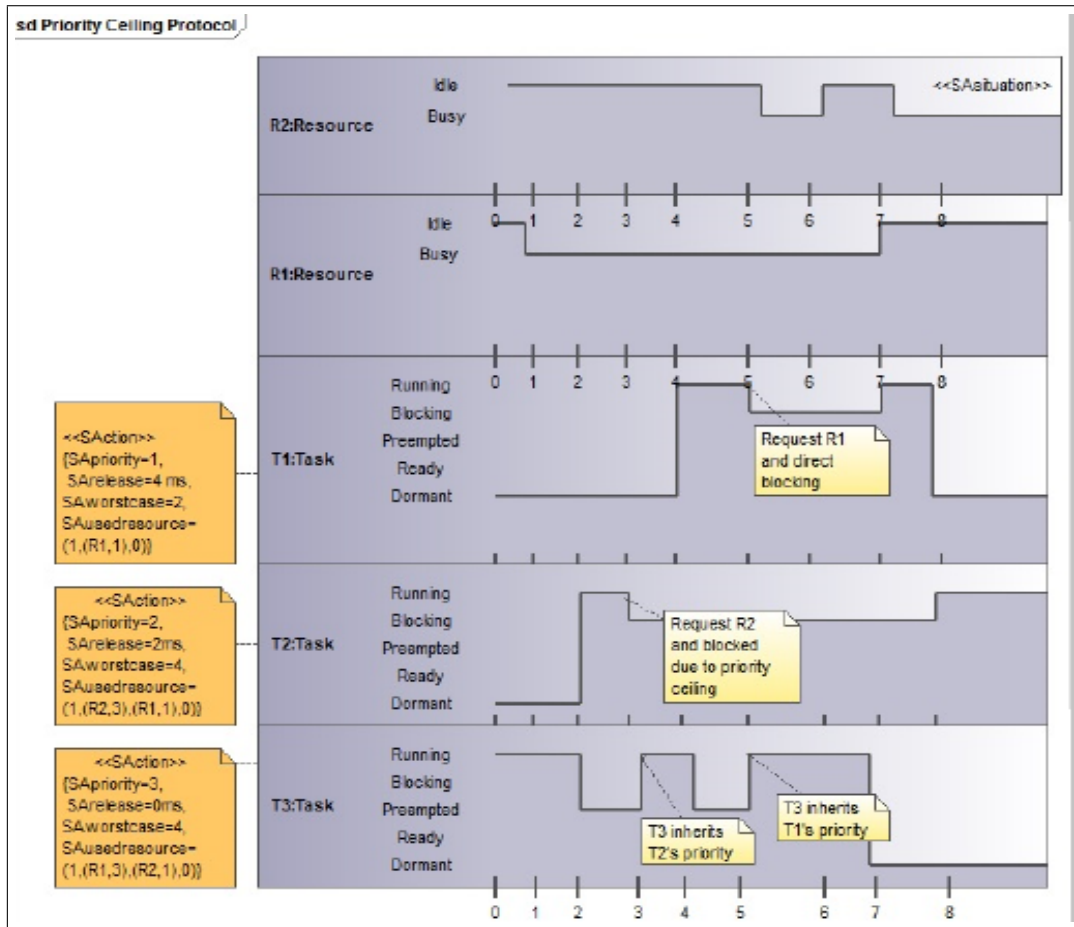 sd Priority Ceiling Protocol
Idle
<<SAsituation>>
Busy
R2:Resource
0 1 2 3 4 5 6 7 8
Idle
Busy
R1:Resource
0 1 2 3 4 5 6 7 8
Running
Blocking
Preempted
Ready
Dormant
T1:Task
Request R1
and direct
blocking
<<SAction>>
{SApriority=1,
SArelease=4 ms,
SAworstcase=2,
SAusedresource=
(1,(R1,1),0)}
Running
Blocking
Preempted
Ready
Dormant
T2:Task
Request R2
and blocked
due to priority
ceiling
<<SAction>>
{SApriority=2,
SArelease=2ms,
SAworstcase=4,
SAusedresource=
(1,(R2,3),(R1,1),0)}
Running
Blocking
Preempted
Ready
Dormant
T3:Task
T3 inherits
T2's priority
T3 inherits
T1's priority
<<SAction>>
{SApriority=3,
SArelease=0ms,
SAworstcase=4,
SAusedresource=
(1,(R1,3),(R2,1),0)}
0 1 2 3 4 5 6 7 8